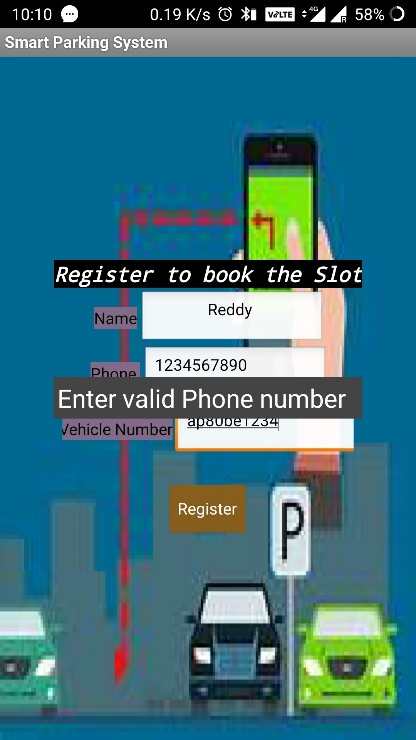 10:10 0.19 K/s VoLTE 4G R 58%
Smart Parking System
Register to book the Slot
Name Reddy
Phone 1234567890
Enter valid Phone number
Vehicle Number ap80be1234
Register
P